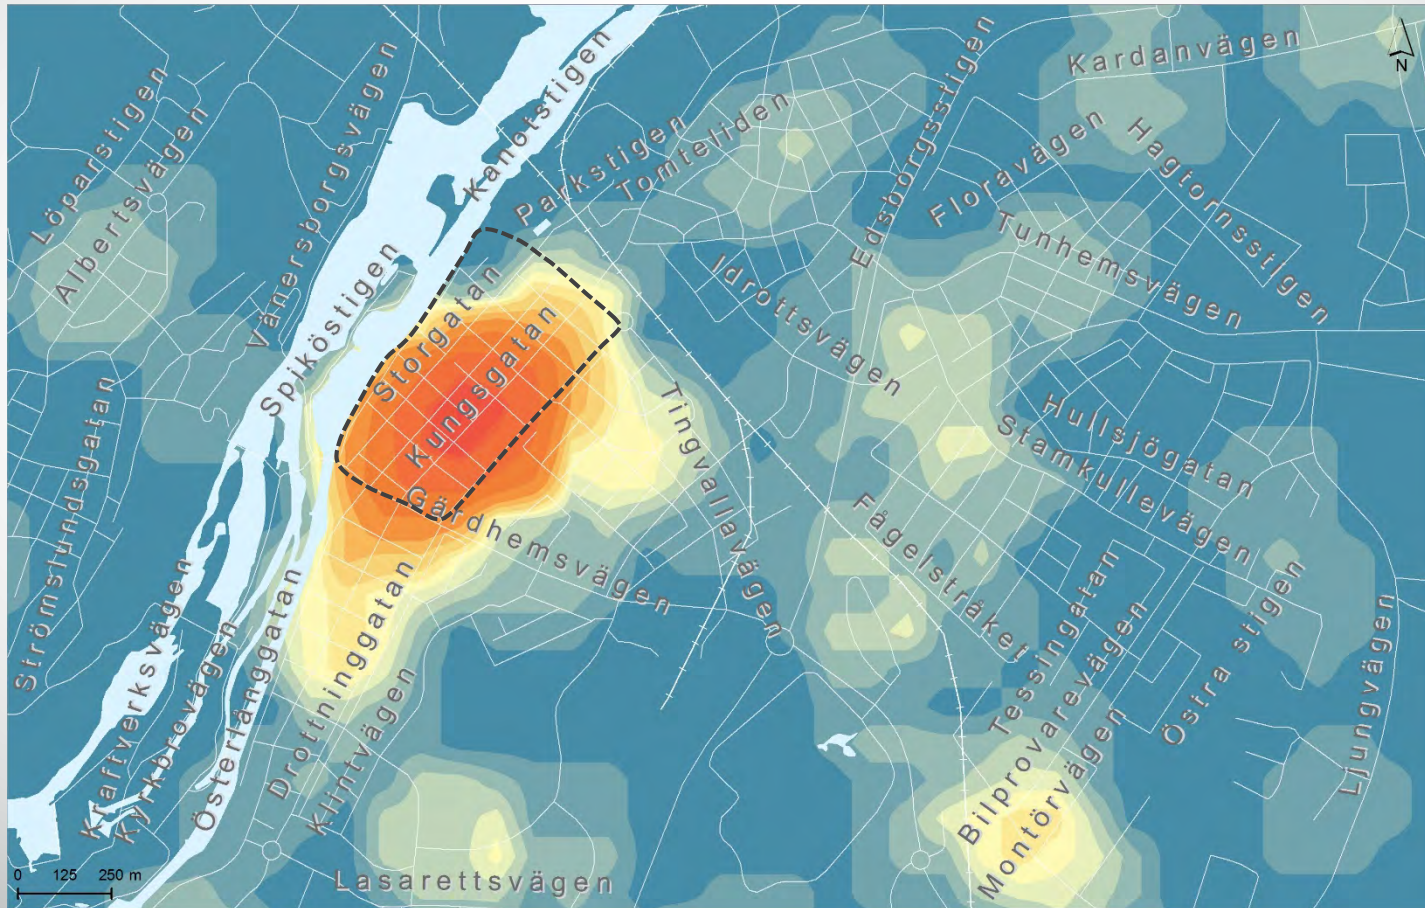 Kardanvägen
N
Löparstigen
Albertsvägen
Vänersborgsvägen
Kanotstigen
Parkstigen
Tomteliden
Edsborgsstigen
Floravägen
Hagtornsstigen
Tunhemsvägen
Spiköstigen
Storgatan
Kungsgatan
Idrottsvägen
Tingvallavägen
Strömslundsgatan
Gärdhemsvägen
Hullsjögatan
Stamkullevägen
Fågelstråket
Tessingatan
Bilprovarevägen
Montörvägen
Östra stigen
Ljungvägen
Kraftverksvägen
Kyrkbrovägen
Österlånggatan
Drottninggatan
Klintvägen
Lasarettsvägen
0 125 250 m